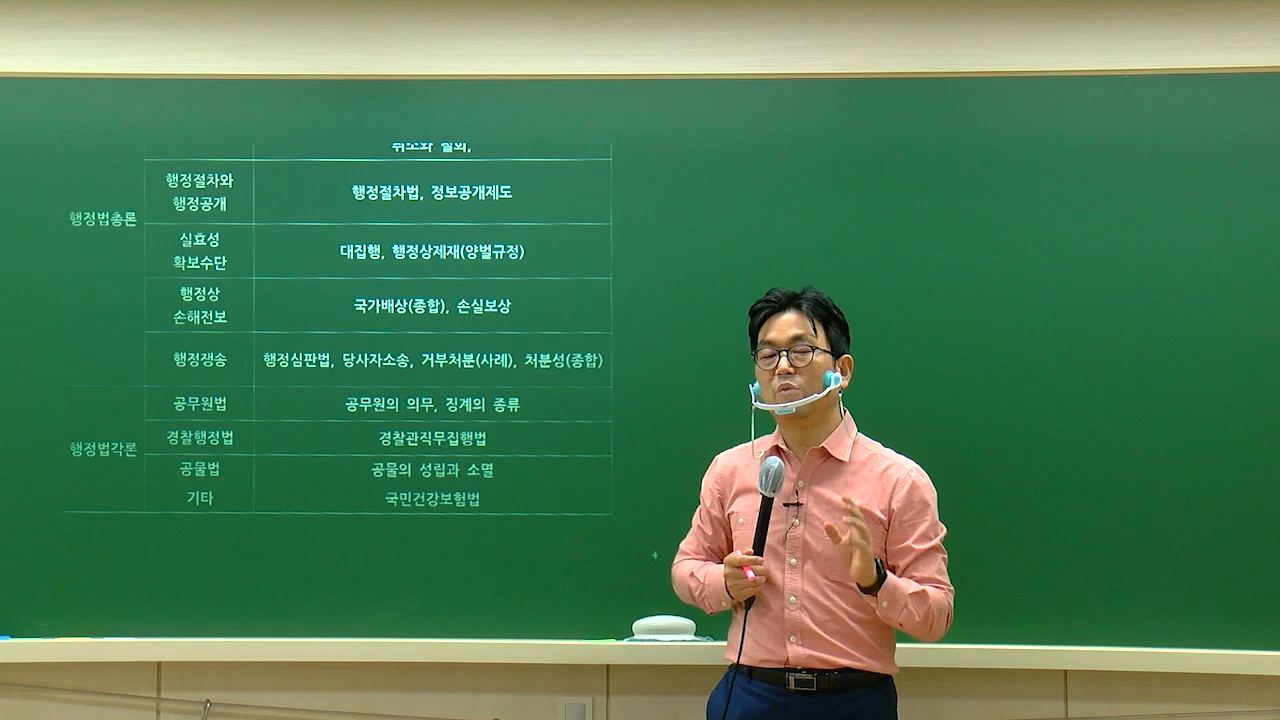 취소와 철회,
행정법총론
행정절차와
행정공개
행정절차법, 정보공개제도
실효성
확보수단
대집행, 행정상제재(양벌규정)
행정상
손해전보
국가배상(종합), 손실보상
행정쟁송
행정심판법, 당사자소송, 거부처분(사례), 처분성(종합)
행정법각론
공무원법
공무원의 의무, 징계의 종류
경찰행정법
경찰관직무집행법
공물법
공물의 성립과 소멸
기타
국민건강보험법